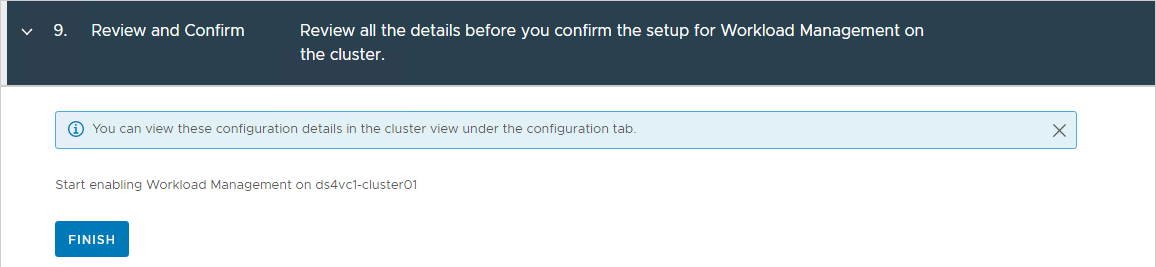 9. Review and Confirm Review all the details before you confirm the setup for Workload Management on
the cluster.
You can view these configuration details in the cluster view under the configuration tab.
Start enabling Workload Management on ds4vc1-cluster01
FINISH